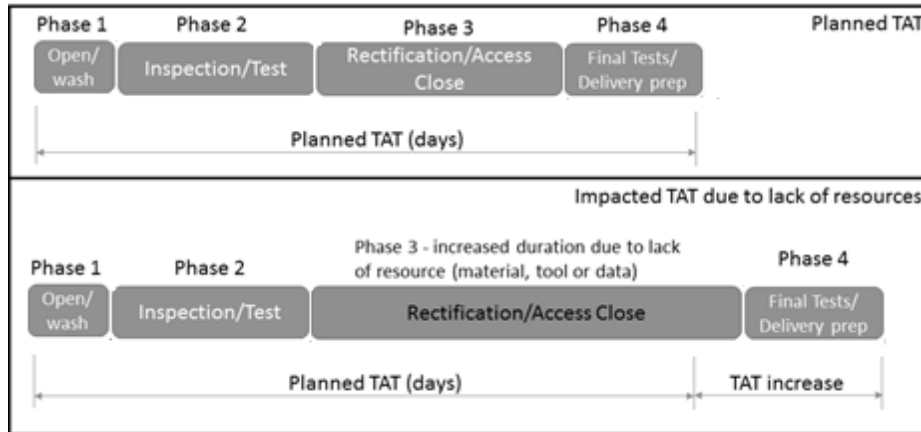 Planned TAT
Phase 1
Phase 2
Phase 3
Phase 4
Open/
wash
Inspection/Test
Rectification/Access
Close
Final Tests/
Delivery prep
Planned TAT (days)
Impacted TAT due to lack of resources
Phase 3 - increased duration due to lack
of resource (material, tool or data)
Phase 1
Phase 2
Phase 4
Open/
wash
Inspection/Test
Rectification/Access Close
Final Tests/
Delivery prep
Planned TAT (days)
TAT increase